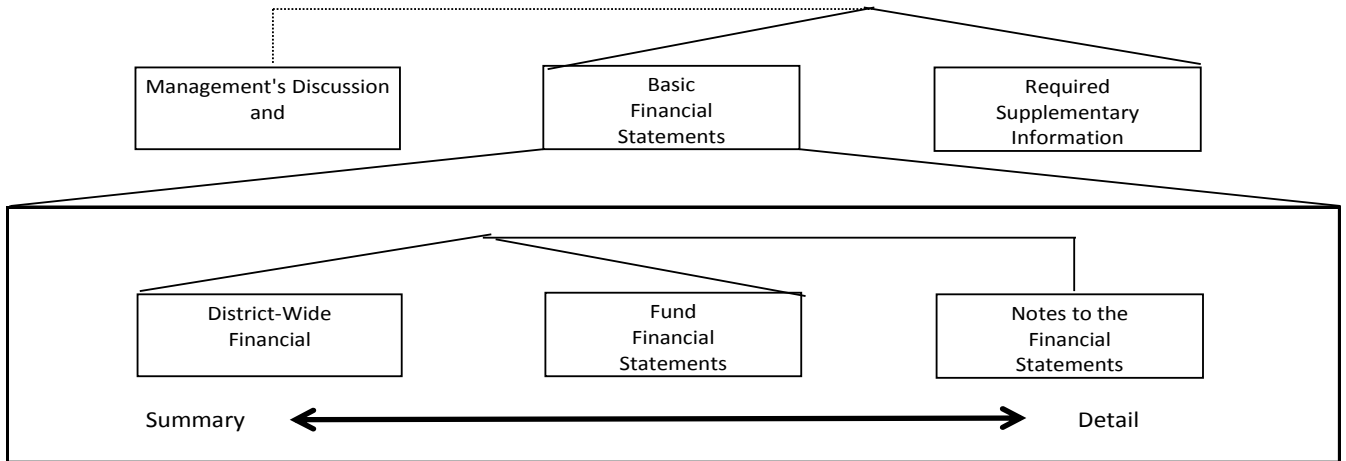 Management's Discussion
and
Basic
Financial
Statements
Required
Supplementary
Information
District-Wide
Financial
Fund
Financial
Statements
Notes to the
Financial
Statements
Summary
Detail